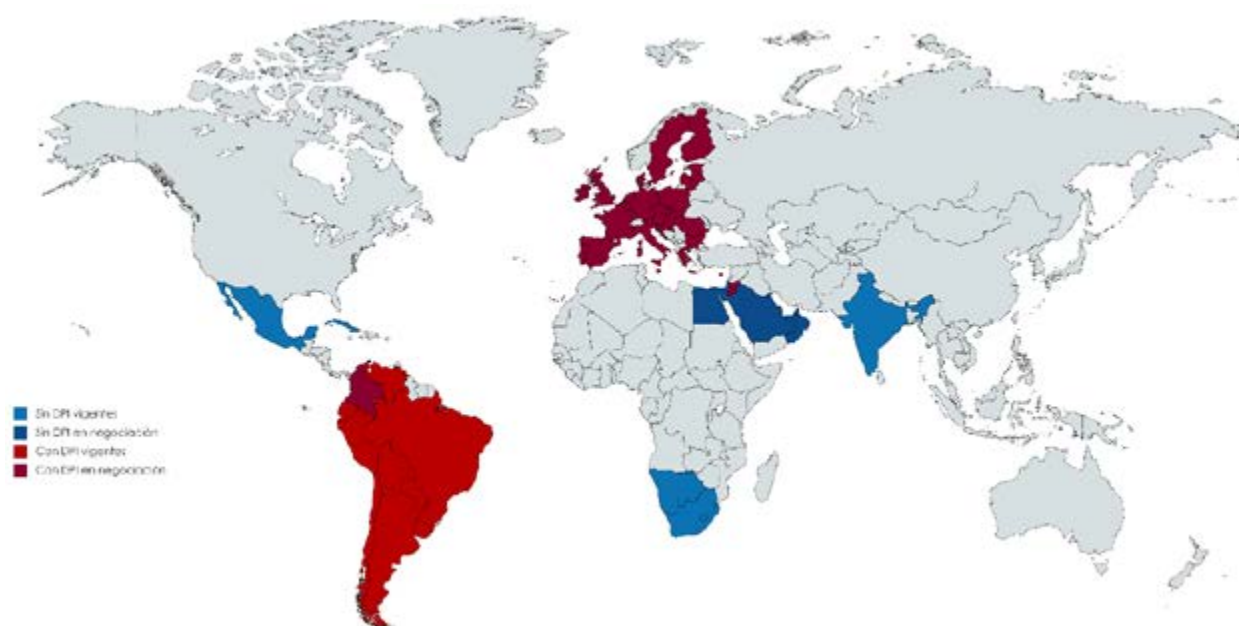 Sin DPI vigentes
Sin DPI en negociación
Con DPI vigentes
Con DPI en negociación